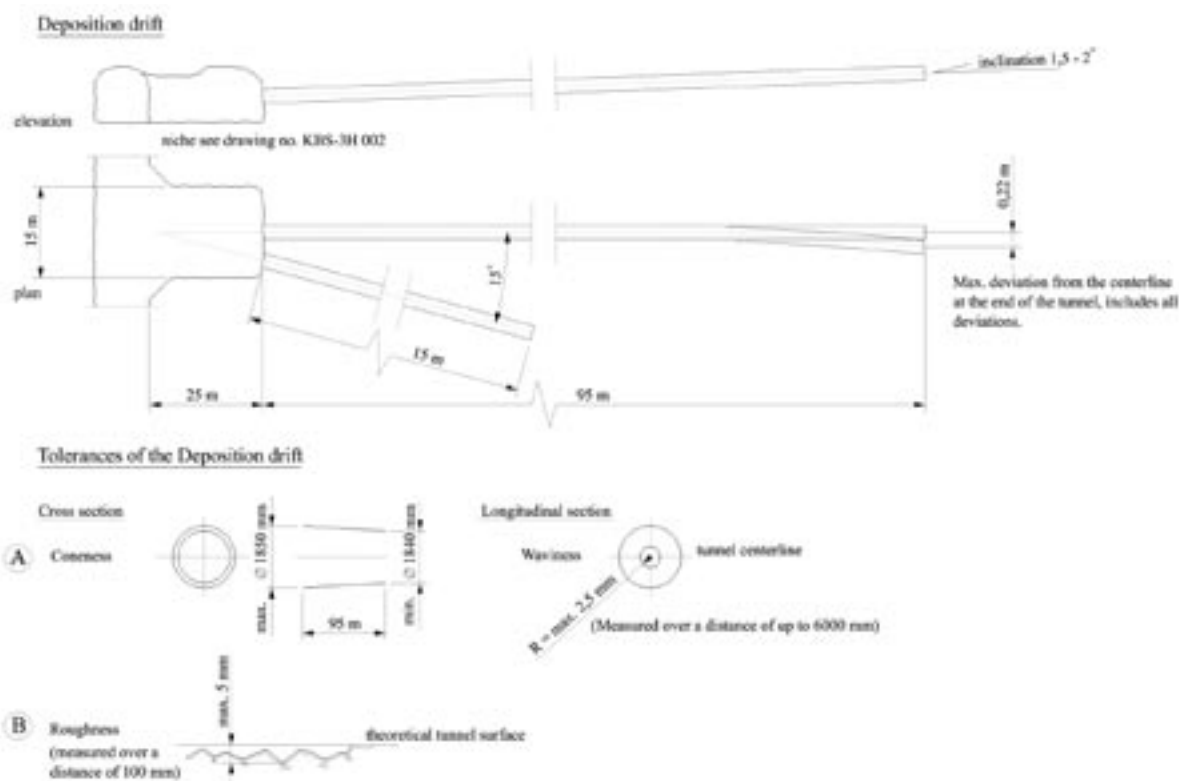 Deposition drift
inclination 1,5 - 2°
elevation
niche see drawing no. KBS-3H 002
0,22 m
15 m
15°
plan
Max. deviation from the centerline
at the end of the tunnel, includes all
deviations.
15 m
25 m
95 m
Tolerances of the Deposition drift
Cross section
Longitudinal section
A
Coneness
max. ∅ 1850 mm
min. ∅ 1840 mm
95 m
Waviness
tunnel centerline
R = max. 2,5 mm
(Measured over a distance of up to 6000 mm)
max. 5 mm
B
Roughness
(measured over a
distance of 100 mm)
theoretical tunnel surface